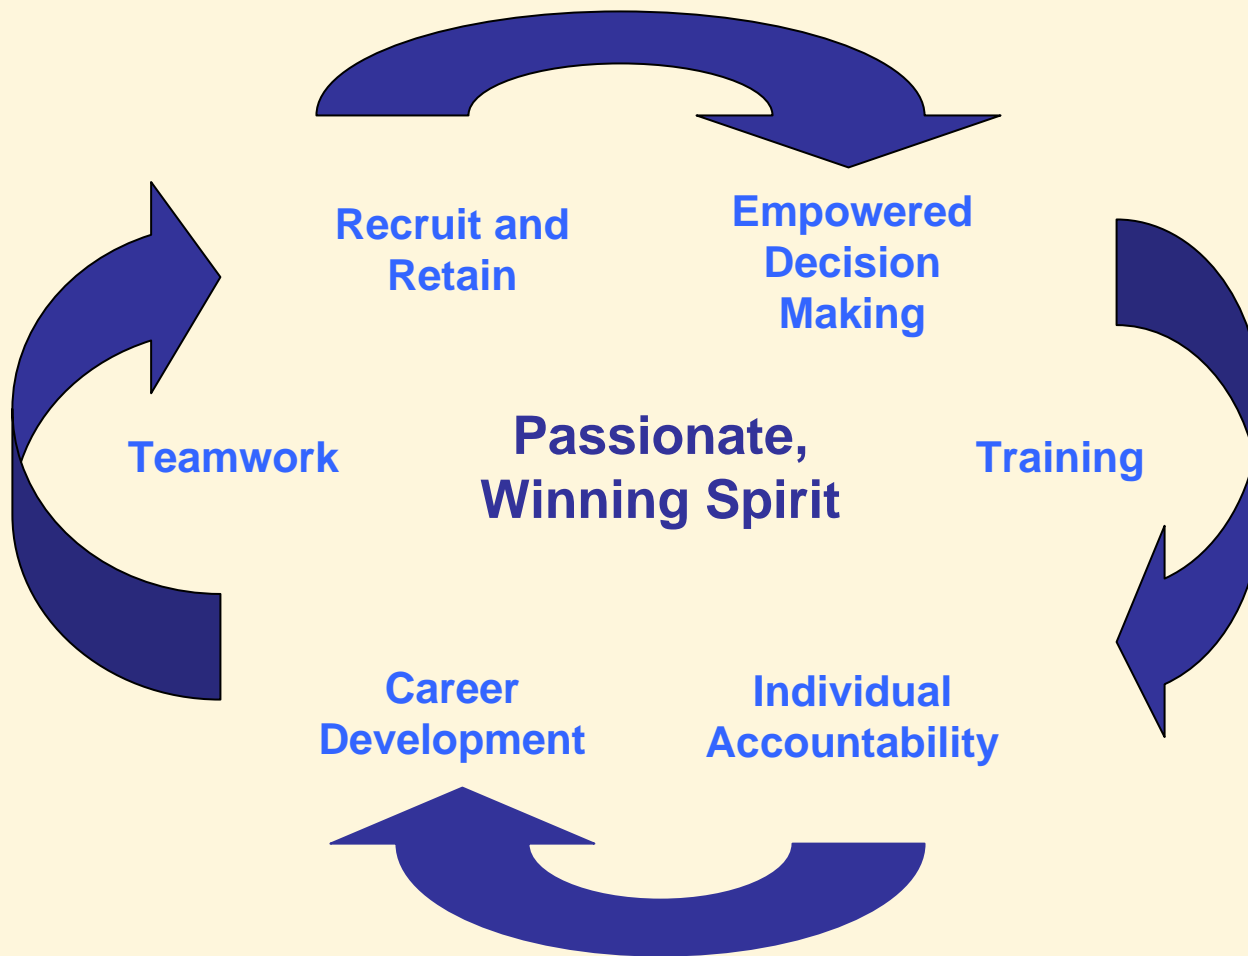 Recruit and
Retain
Empowered
Decision
Making
Teamwork
Passionate,
Winning Spirit
Training
Career
Development
Individual
Accountability